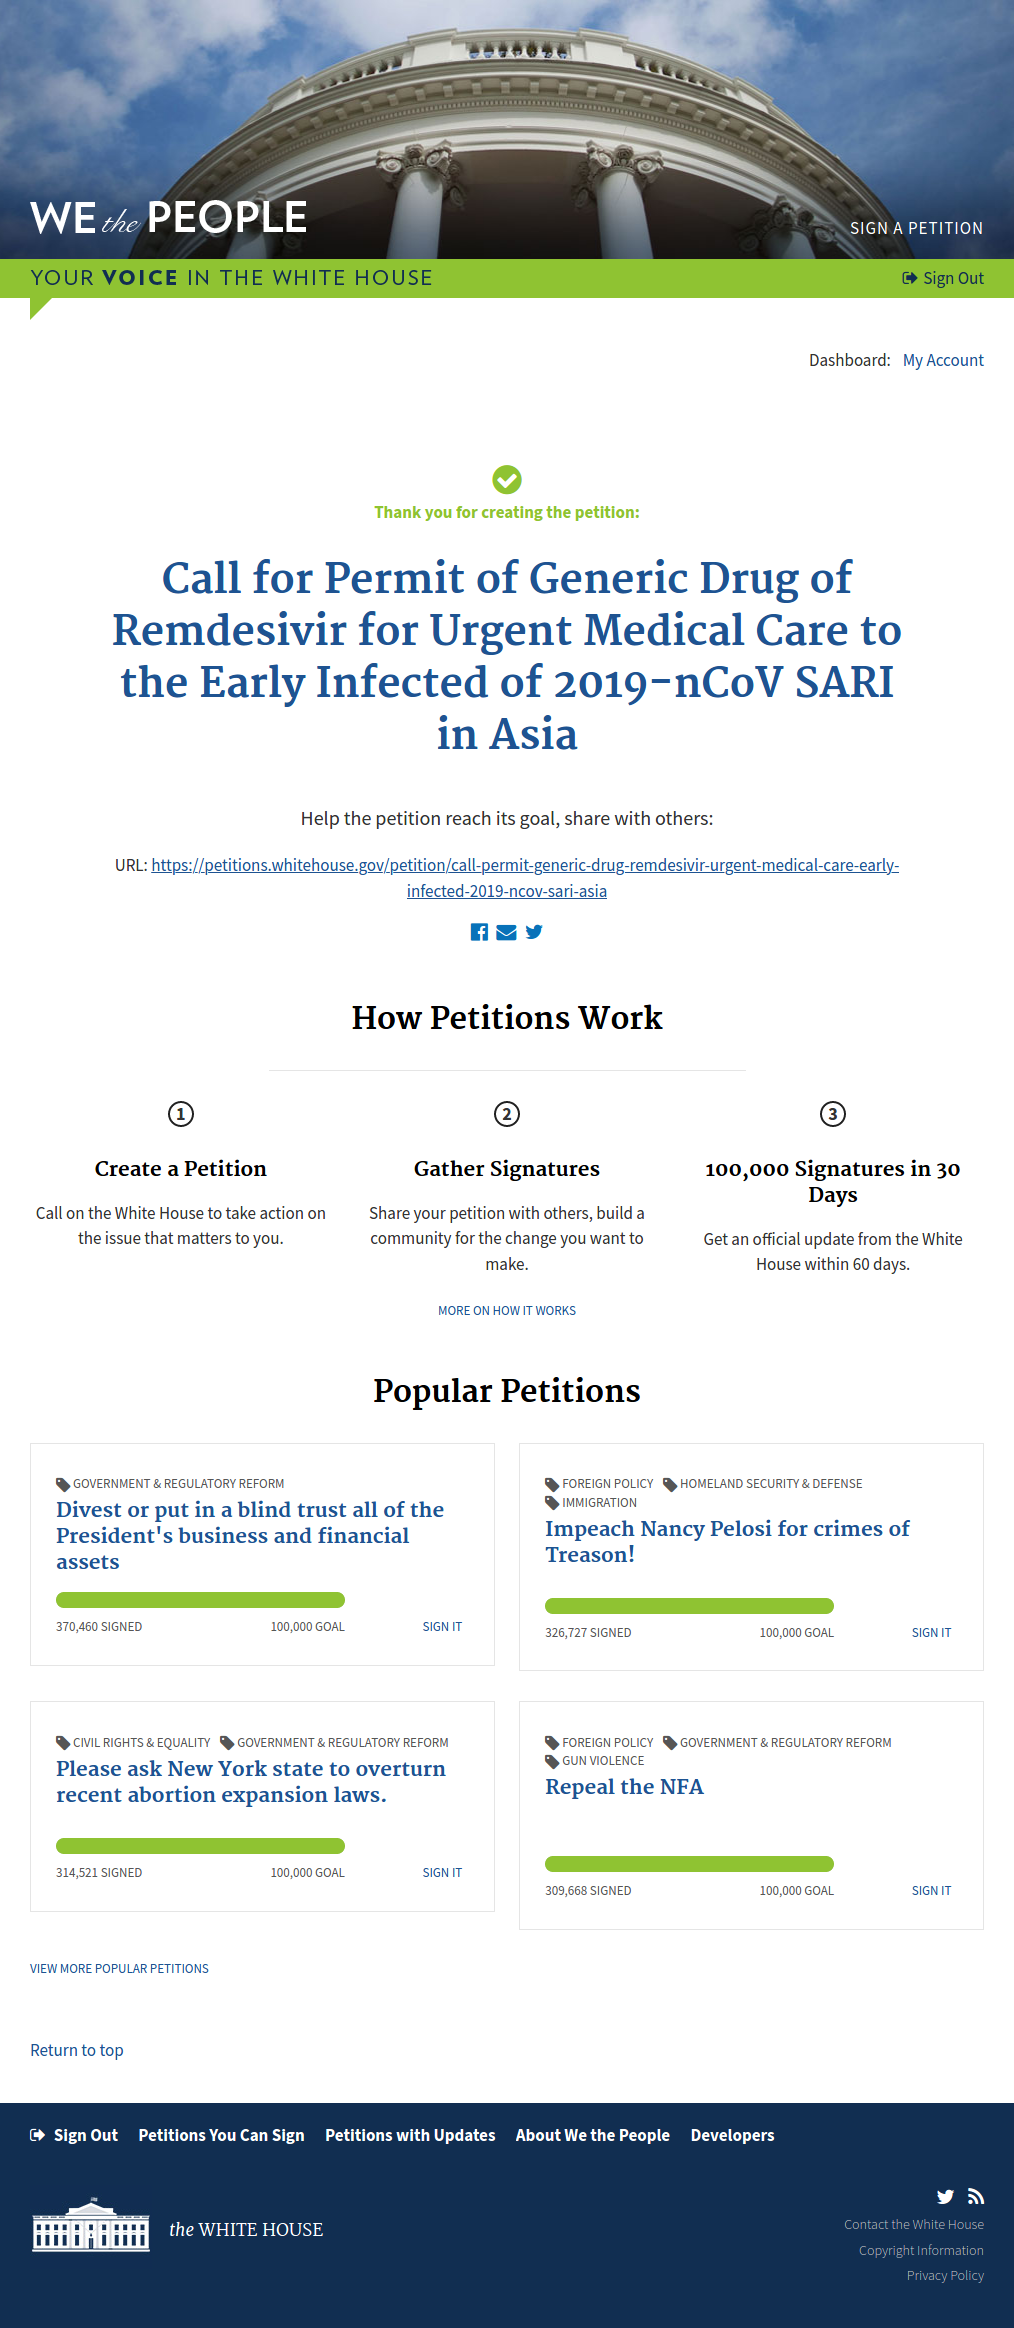 WE the PEOPLE
SIGN A PETITION
YOUR VOICE IN THE WHITE HOUSE
Sign Out
Dashboard: My Account
Thank you for creating the petition:
Call for Permit of Generic Drug of
Remdesivir for Urgent Medical Care to
the Early Infected of 2019-nCoV SARI
in Asia
Help the petition reach its goal, share with others:
URL: https://petitions.whitehouse.gov/petition/call-permit-generic-drug-remdesivir-urgent-medical-care-early-
infected-2019-ncov-sari-asia
How Petitions Work
1
Create a Petition
Call on the White House to take action on
the issue that matters to you.
2
Gather Signatures
Share your petition with others, build a
community for the change you want to
make.
3
100,000 Signatures in 30
Days
Get an official update from the White
House within 60 days.
MORE ON HOW IT WORKS
Popular Petitions
GOVERNMENT & REGULATORY REFORM
Divest or put in a blind trust all of the
President's business and financial
assets
370,460 SIGNED 100,000 GOAL SIGN IT
FOREIGN POLICY HOMELAND SECURITY & DEFENSE
IMMIGRATION
Impeach Nancy Pelosi for crimes of
Treason!
326,727 SIGNED 100,000 GOAL SIGN IT
CIVIL RIGHTS & EQUALITY GOVERNMENT & REGULATORY REFORM
Please ask New York state to overturn
recent abortion expansion laws.
314,521 SIGNED 100,000 GOAL SIGN IT
FOREIGN POLICY GOVERNMENT & REGULATORY REFORM
GUN VIOLENCE
Repeal the NFA
309,668 SIGNED 100,000 GOAL SIGN IT
VIEW MORE POPULAR PETITIONS
Return to top
Sign Out Petitions You Can Sign Petitions with Updates About We the People Developers
the WHITE HOUSE
Contact the White House
Copyright Information
Privacy Policy